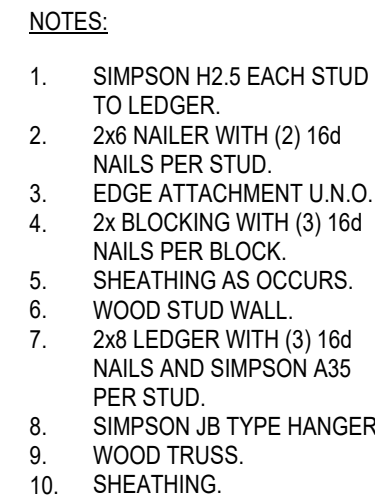 NOTES:
1. SIMPSON H2.5 EACH STUD
TO LEDGER.
2. 2x6 NAILER WITH (2) 16d
NAILS PER STUD.
3. EDGE ATTACHMENT U.N.O.
4. 2x BLOCKING WITH (3) 16d
NAILS PER BLOCK.
5. SHEATHING AS OCCURS.
6. WOOD STUD WALL.
7. 2x8 LEDGER WITH (3) 16d
NAILS AND SIMPSON A35
PER STUD.
8. SIMPSON JB TYPE HANGER
9. WOOD TRUSS.
10. SHEATHING.